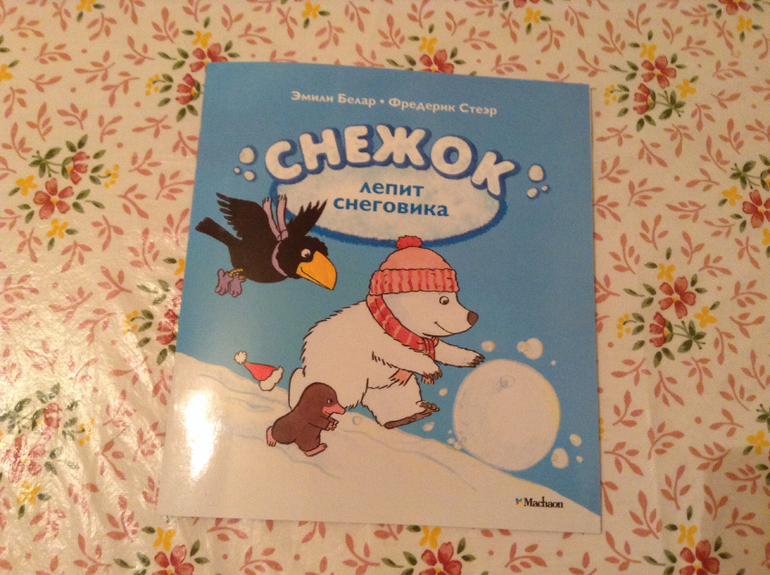 Эмили Белар • Фредерик Стеэр
СНЕЖОК
лепит
снеговика
Machaon